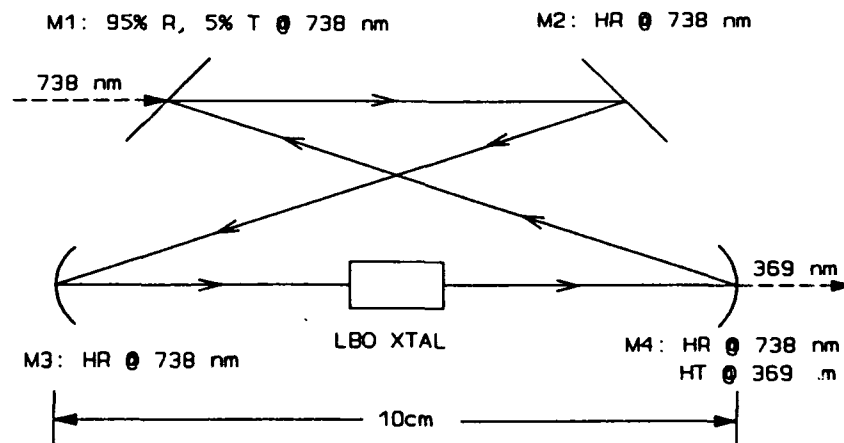 M1: 95% R, 5% T @ 738 nm
M2: HR @ 738 nm
738 nm
369 nm
LBO XTAL
M3: HR @ 738 nm
M4: HR @ 738 nm
HT @ 369 m
10cm